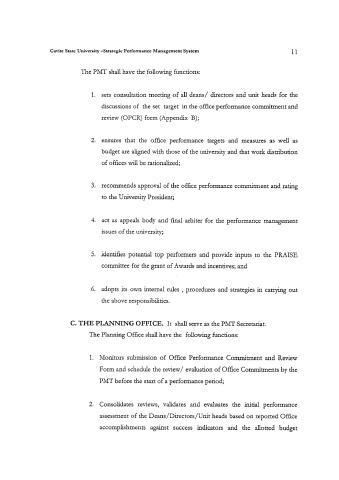 Cavite State University -Strategic Performance Management System 11
The PMT shall have the following functions:
1. sets consultation meeting of all deans/ directors and unit heads for the
discussions of the set target in the office performance commitment and
review (OPCR) form (Appendix B);
2. ensures that the office performance targets and measures as well as
budget are aligned with those of the university and that work distribution
of offices will be rationalized;
3. recommends approval of the office performance commitment and rating
to the University President;
4. act as appeals body and final arbiter for the performance management
issues of the university;
5. identifies potential top performers and provide inputs to the PRAISE
committee for the grant of Awards and incentives; and
6. adopts its own internal rules , procedures and strategies in carrying out
the above responsibilities.
C. THE PLANNING OFFICE. It shall serve as the PMT Secretariat.
The Planning Office shall have the following functions:
1. Monitors submission of Office Performance Commitment and Review
Form and schedule the review/ evaluation of Office Commitments by the
PMT before the start of a performance period;
2. Consolidates reviews, validates and evaluates the initial performance
assessment of the Deans/Directors/Unit heads based on reported Office
accomplishments against success indicators and the allotted budget